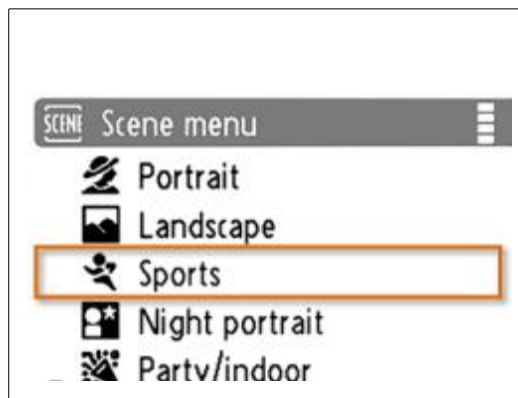 SCENE Scene menu
Portrait
Landscape
Sports
Night portrait
Party/indoor